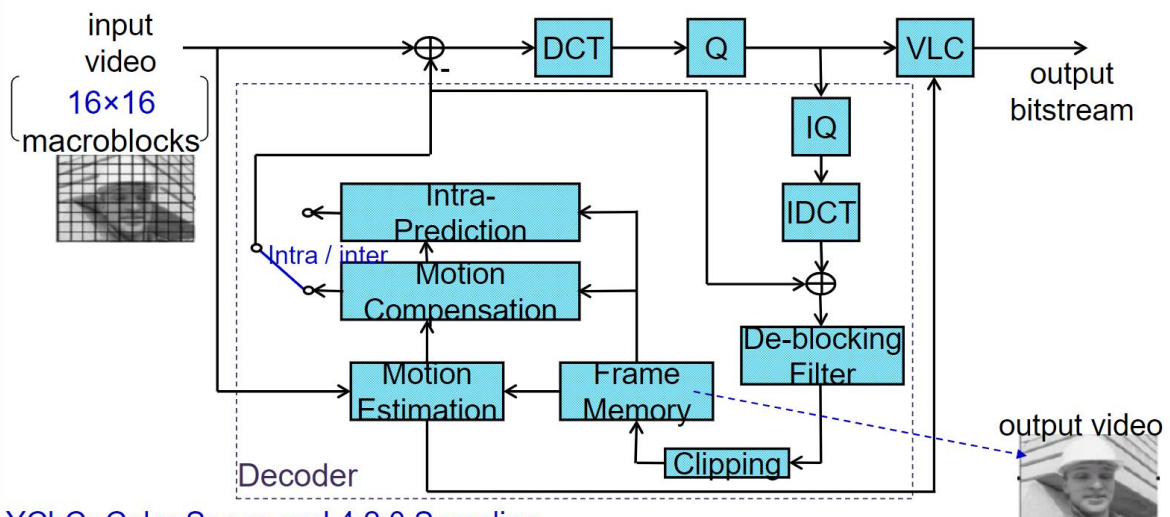 input
video
16×16
macroblocks
DCT
Q
VLC
-
output
bitstream
IQ
IDCT
Intra-
Prediction
Intra / inter
Motion
Compensation
De-blocking
Filter
Motion
Estimation
Frame
Memory
Clipping
output video
Decoder